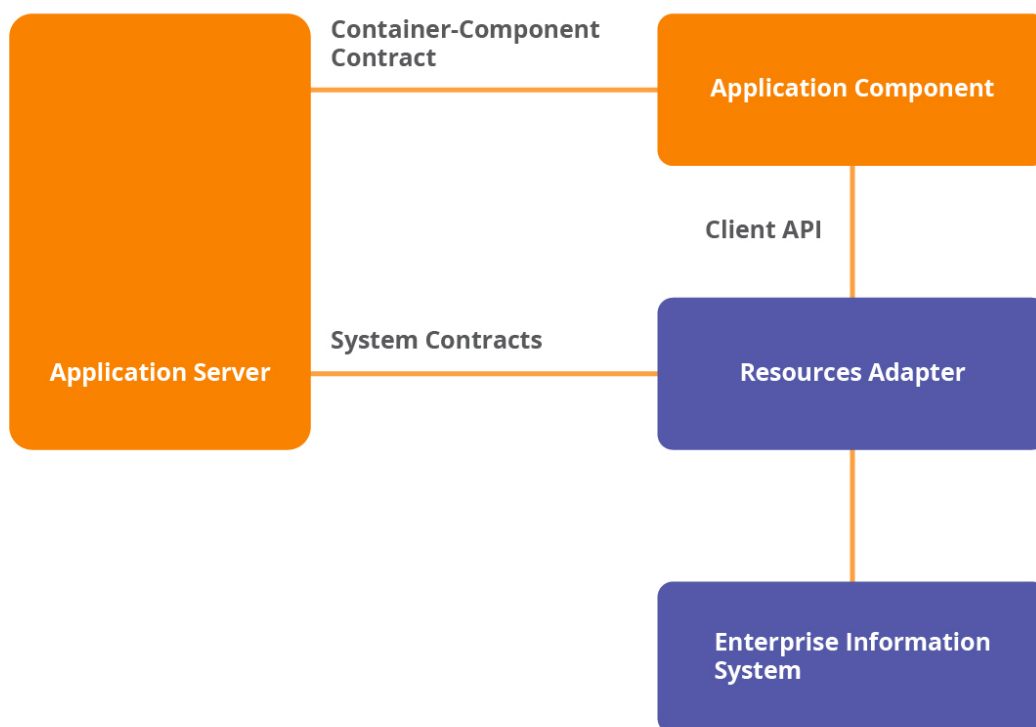 Container-Component
Contract
Application Component
Client API
System Contracts
Application Server
Resources Adapter
Enterprise Information
System